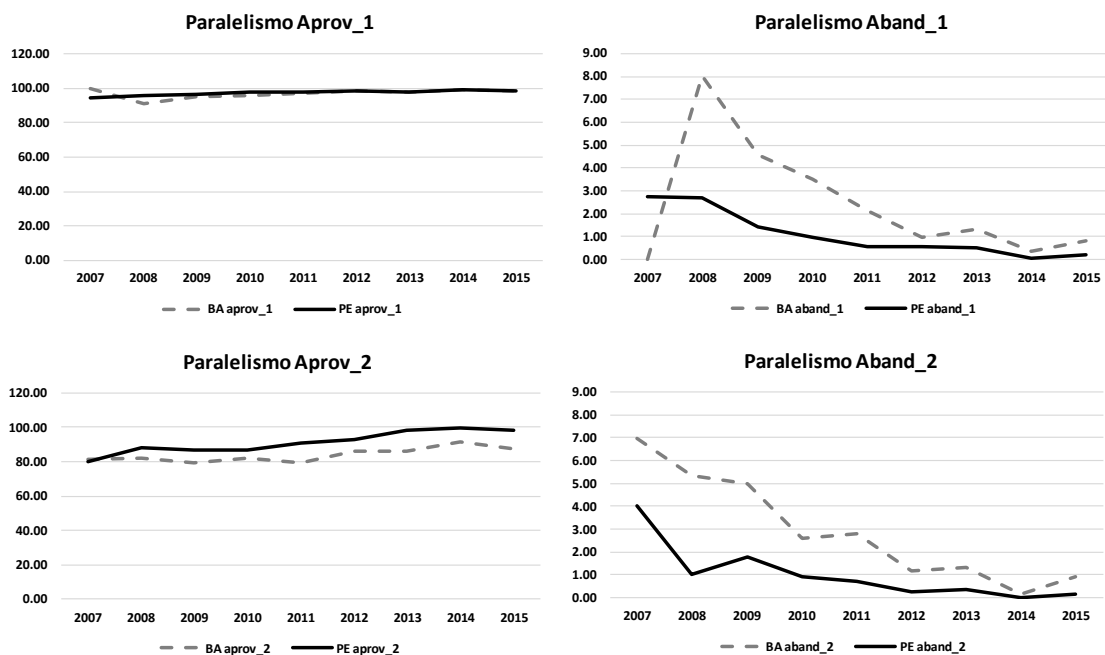 Paralelismo Aprov_1
120.00
100.00
80.00
60.00
40.00
20.00
0.00
2007 2008 2009 2010 2011 2012 2013 2014 2015
BA aprov_1 PE aprov_1
Paralelismo Aband_1
9.00
8.00
7.00
6.00
5.00
4.00
3.00
2.00
1.00
0.00
2007 2008 2009 2010 2011 2012 2013 2014 2015
BA aband_1 PE aband_1
Paralelismo Aprov_2
120.00
100.00
80.00
60.00
40.00
20.00
0.00
2007 2008 2009 2010 2011 2012 2013 2014 2015
BA aprov_2 PE aprov_2
Paralelismo Aband_2
9.00
8.00
7.00
6.00
5.00
4.00
3.00
2.00
1.00
0.00
2007 2008 2009 2010 2011 2012 2013 2014 2015
BA aband_2 PE aband_2